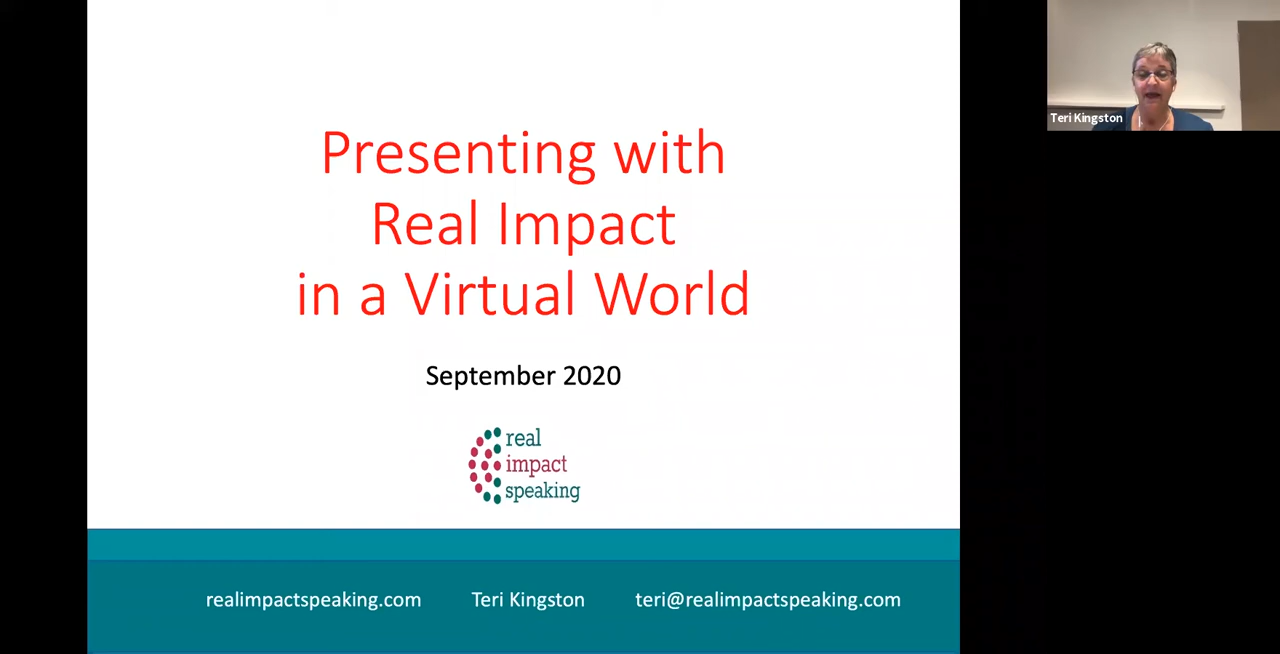 Presenting with
Real Impact
in a Virtual World
September 2020
real
impact
speaking
realimpactspeaking.com Teri Kingston teri@realimpactspeaking.com
Teri Kingston